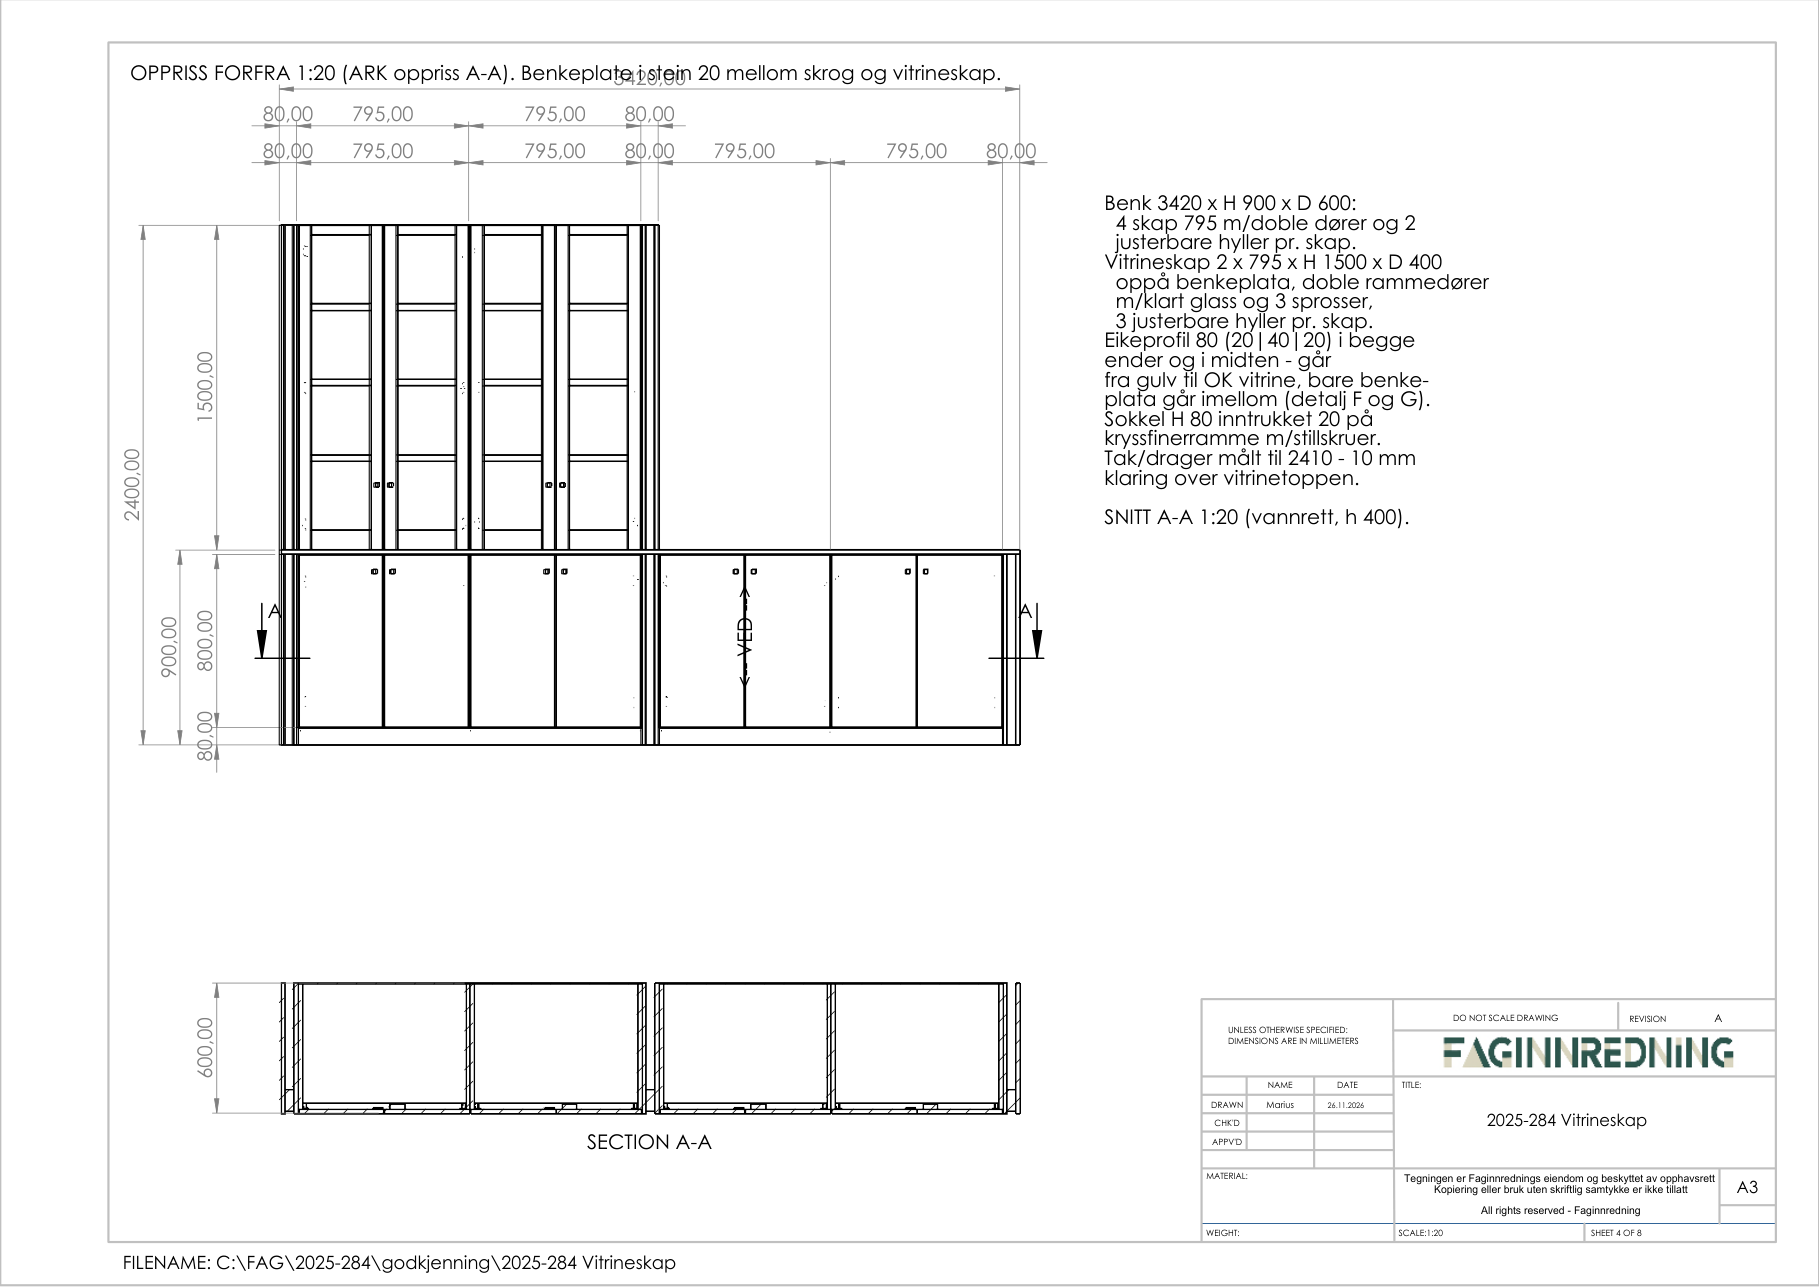 OPPRISS FORFRA 1:20 (ARK oppriss A-A). Benkeplate i stein 20 mellom skrog og vitrineskap.
3420,00
80,00 795,00 795,00 80,00
80,00 795,00 795,00 80,00 795,00 795,00 80,00
Benk 3420 x H 900 x D 600:
4 skap 795 m/doble dører og 2
justerbare hyller pr. skap.
Vitrineskap 2 x 795 x H 1500 x D 400
oppå benkeplata, doble rammedører
m/klart glass og 3 sprosser,
3 justerbare hyller pr. skap.
Eikeprofil 80 (20|40|20) i begge
ender og i midten - går
fra gulv til OK vitrine, bare benke-
plata går imellom (detalj F og G).
Sokkel H 80 inntrukket 20 på
kryssfinerramme m/stillskruer.
Tak/drager målt til 2410 - 10 mm
klaring over vitrinetoppen.
SNITT A-A 1:20 (vannrett, h 400).
1500,00
2400,00
900,00
800,00
80,00
A
A
<-- VED -->
600,00
SECTION A-A
UNLESS OTHERWISE SPECIFIED:
DIMENSIONS ARE IN MILLIMETERS
DO NOT SCALE DRAWING
REVISION A
FAGINNREDNING
NAME DATE
DRAWN Marius 26.11.2026
CHK'D
APPV'D
TITLE:
2025-284 Vitrineskap
MATERIAL:
Tegningen er Faginnrednings eiendom og beskyttet av opphavsrett
Kopiering eller bruk uten skriftlig samtykke er ikke tillatt
All rights reserved - Faginnredning
A3
WEIGHT:
SCALE:1:20
SHEET 4 OF 8
FILENAME: C:\FAG\2025-284\godkjenning\2025-284 Vitrineskap